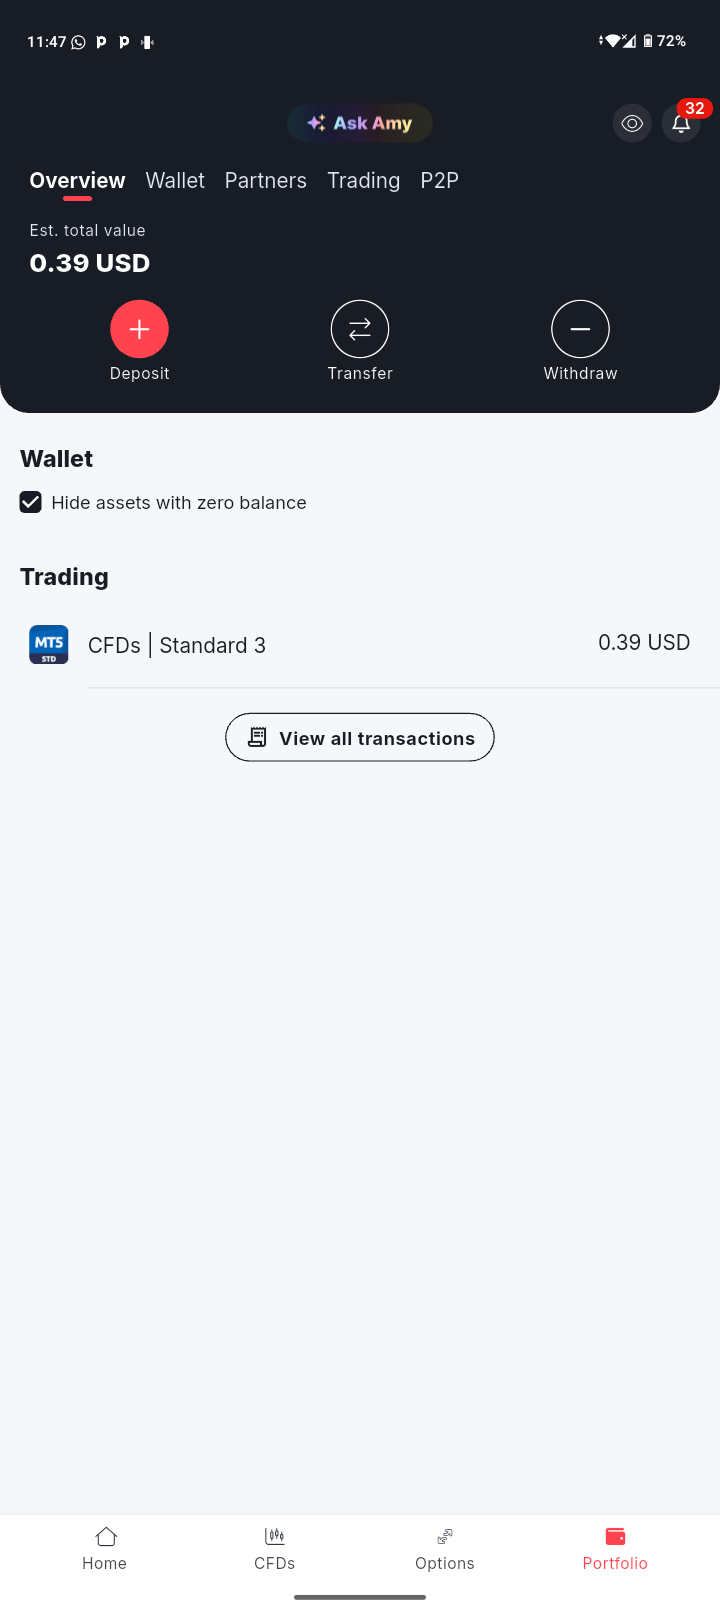 11:47 72%
Ask Amy 32
Overview Wallet Partners Trading P2P
Est. total value
0.39 USD
Deposit Transfer Withdraw
Wallet
Hide assets with zero balance
Trading
MT5
STD
CFDs | Standard 3 0.39 USD
View all transactions
Home CFDs Options Portfolio